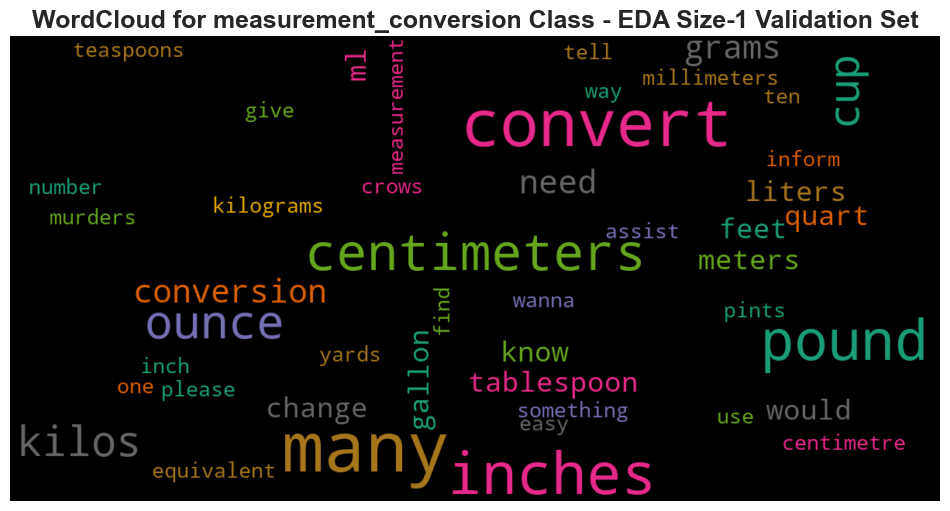 WordCloud for measurement_conversion Class - EDA Size-1 Validation Set
teaspoons
ml
measurement
tell
grams
millimeters
cup
way
ten
give
convert
inform
number
crows
need
liters
kilograms
murders
quart
assist
feet
centimeters
meters
conversion
find
wanna
ounce
pints
pound
gallon
yards
know
inch
one
please
tablespoon
change
something
would
easy
use
kilos
many
centimetre
equivalent
inches